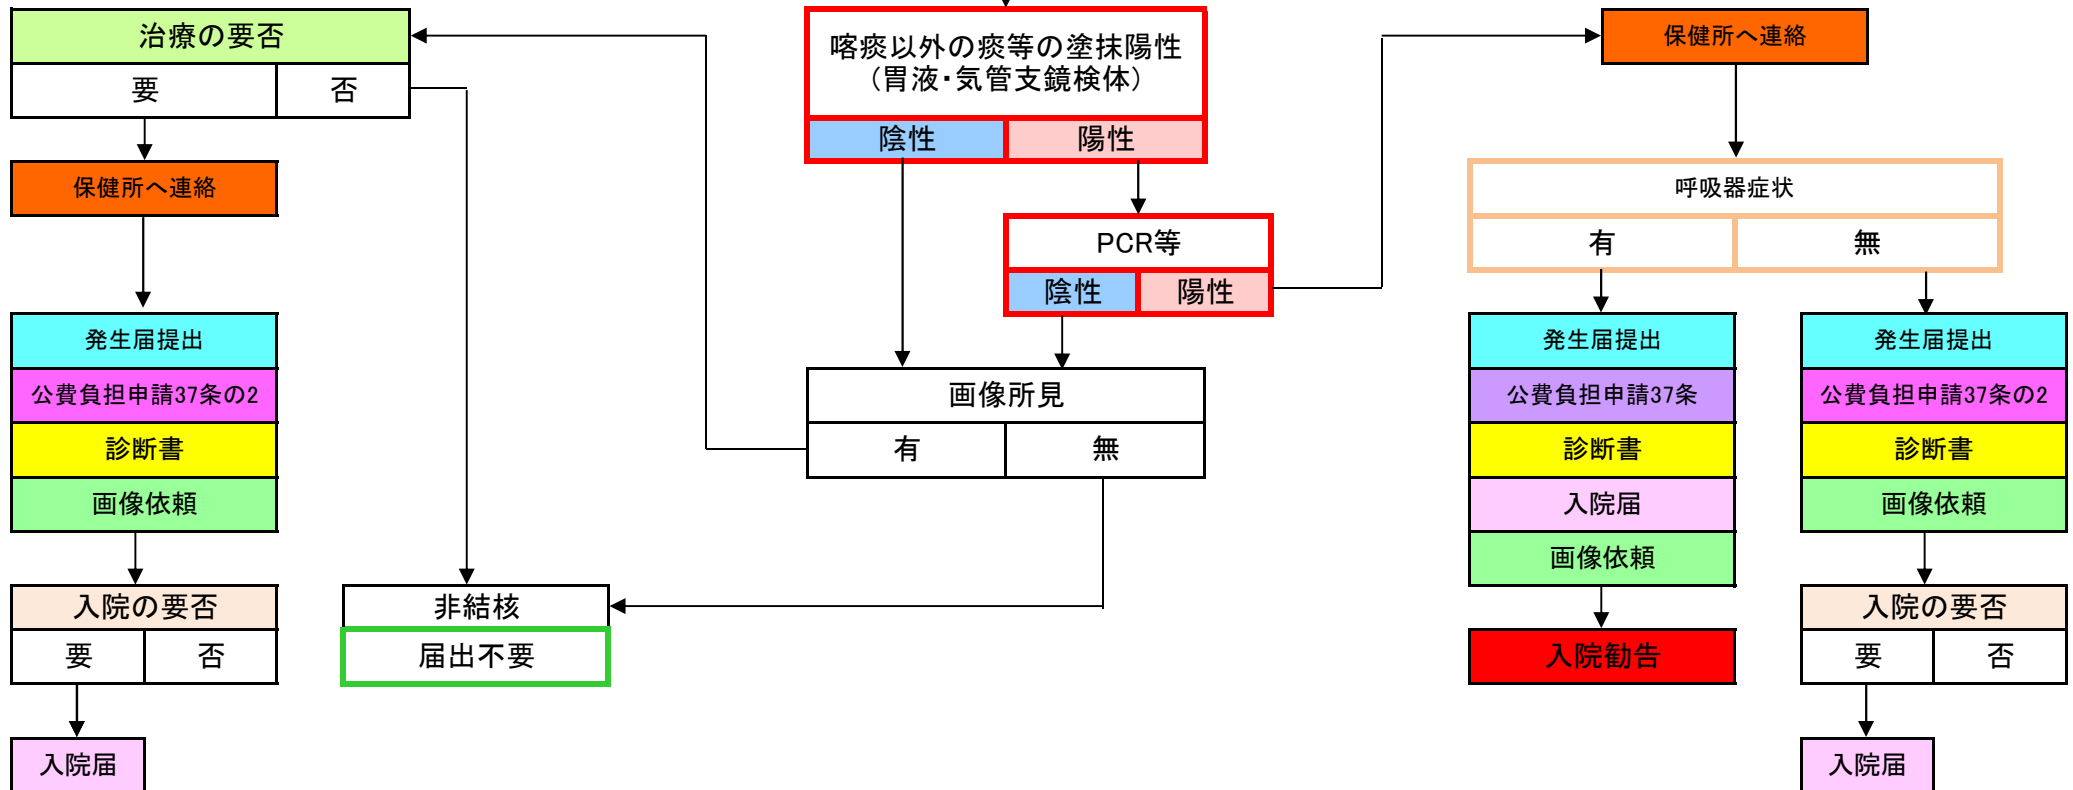 治療の要否
要
否
保健所へ連絡
発生届提出
公費負担申請37条の2
診断書
画像依頼
入院の要否
要
否
入院届
非結核
届出不要
喀痰以外の痰等の塗抹陽性
（胃液・気管支鏡検体）
陰性
陽性
PCR等
陰性
陽性
画像所見
有
無
保健所へ連絡
呼吸器症状
有
無
発生届提出
公費負担申請37条
診断書
入院届
画像依頼
入院勧告
発生届提出
公費負担申請37条の2
診断書
画像依頼
入院の要否
要
否
入院届